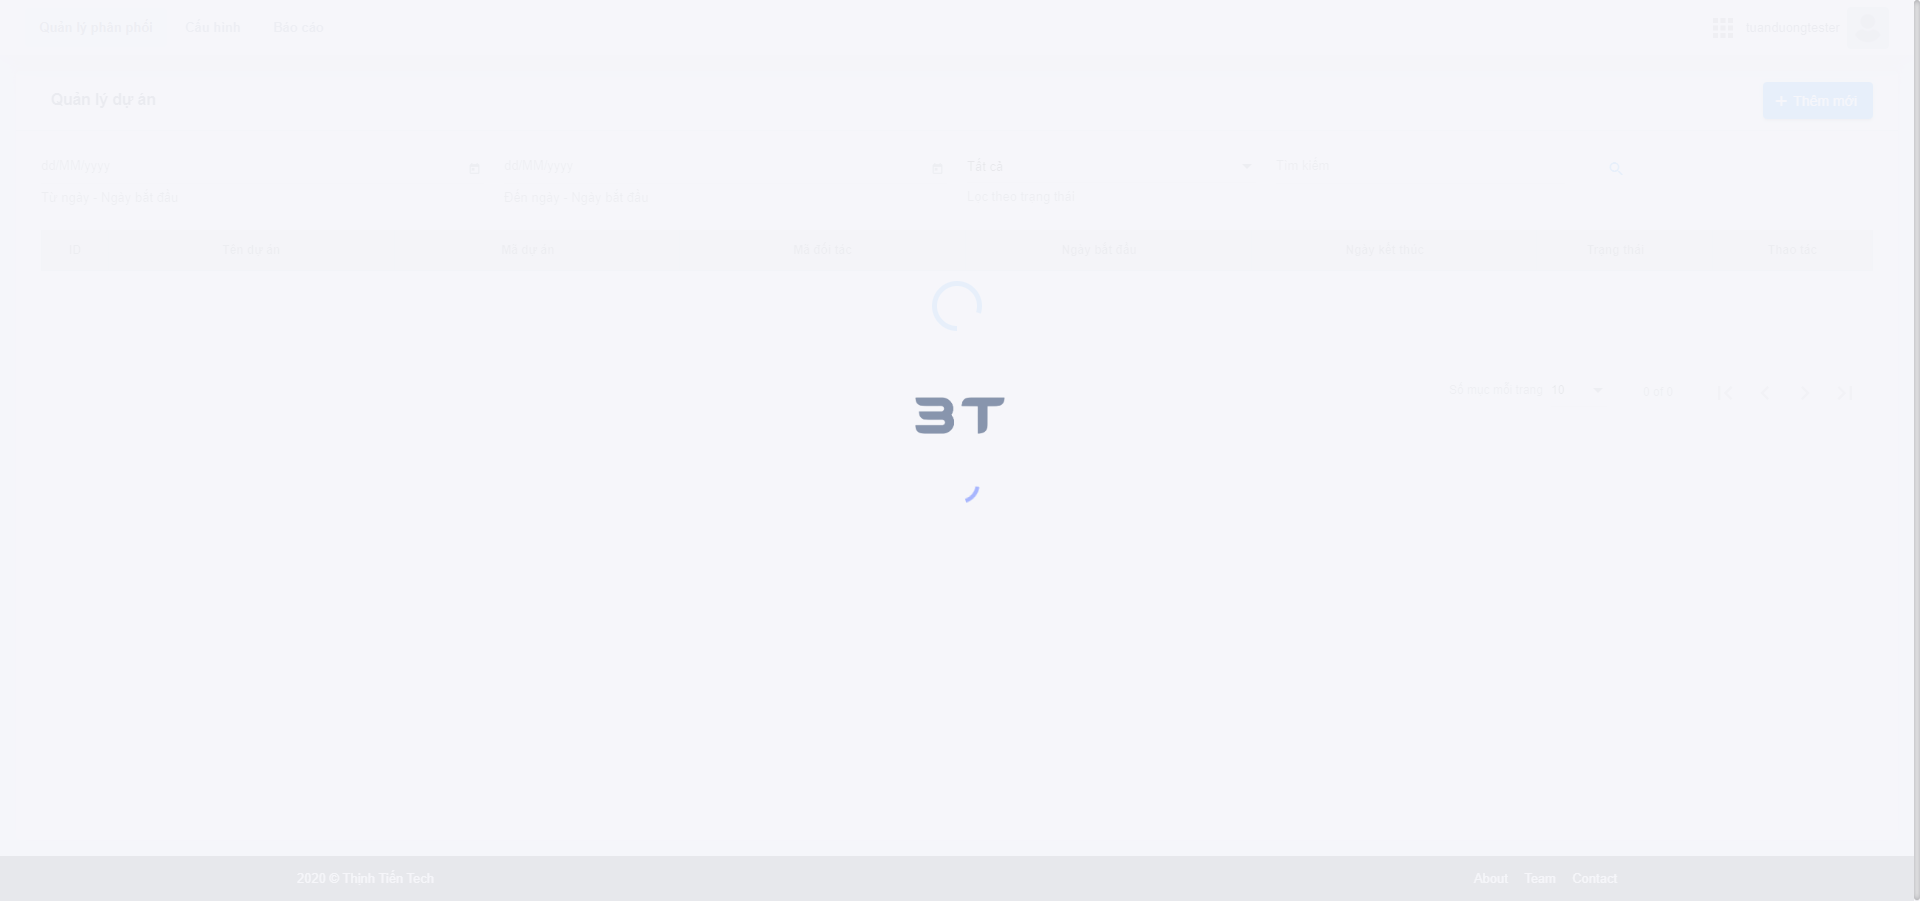 Quản lý phân phối Cấu hình Báo cáo tuanduongtester
Quản lý dự án
+ Thêm mới
dd/MM/yyyy dd/MM/yyyy Tất cả Tìm kiếm
Từ ngày - Ngày bắt đầu Đến ngày - Ngày bắt đầu Lọc theo trạng thái
ID Tên dự án Mã dự án Mã đối tác Ngày bắt đầu Ngày kết thúc Trạng thái Thao tác
Số mục mỗi trang: 10
3T
2020 © Thịnh Tiến Tech About Team Contact